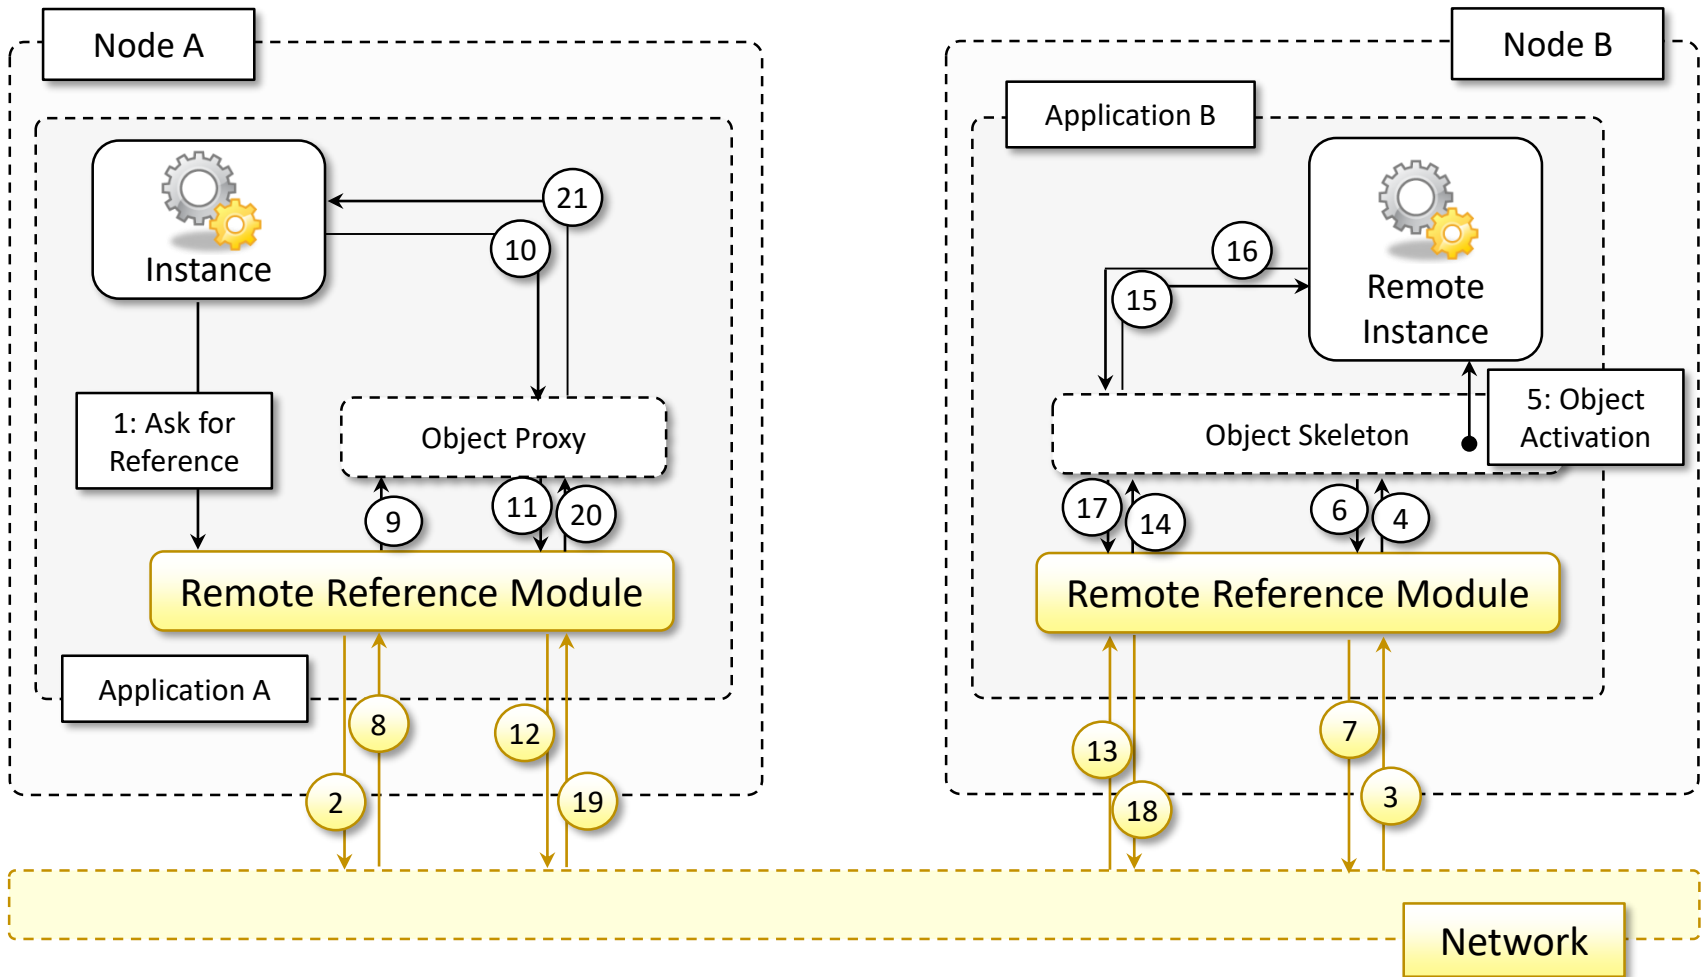 Node A
Node B
Application B
21
10
16
15
Instance
Remote
Instance
1: Ask for
Reference
Object Proxy
Object Skeleton
5: Object
Activation
9
11
20
17
14
6
4
Remote Reference Module
Remote Reference Module
Application A
8
12
13
7
2
19
18
3
Network